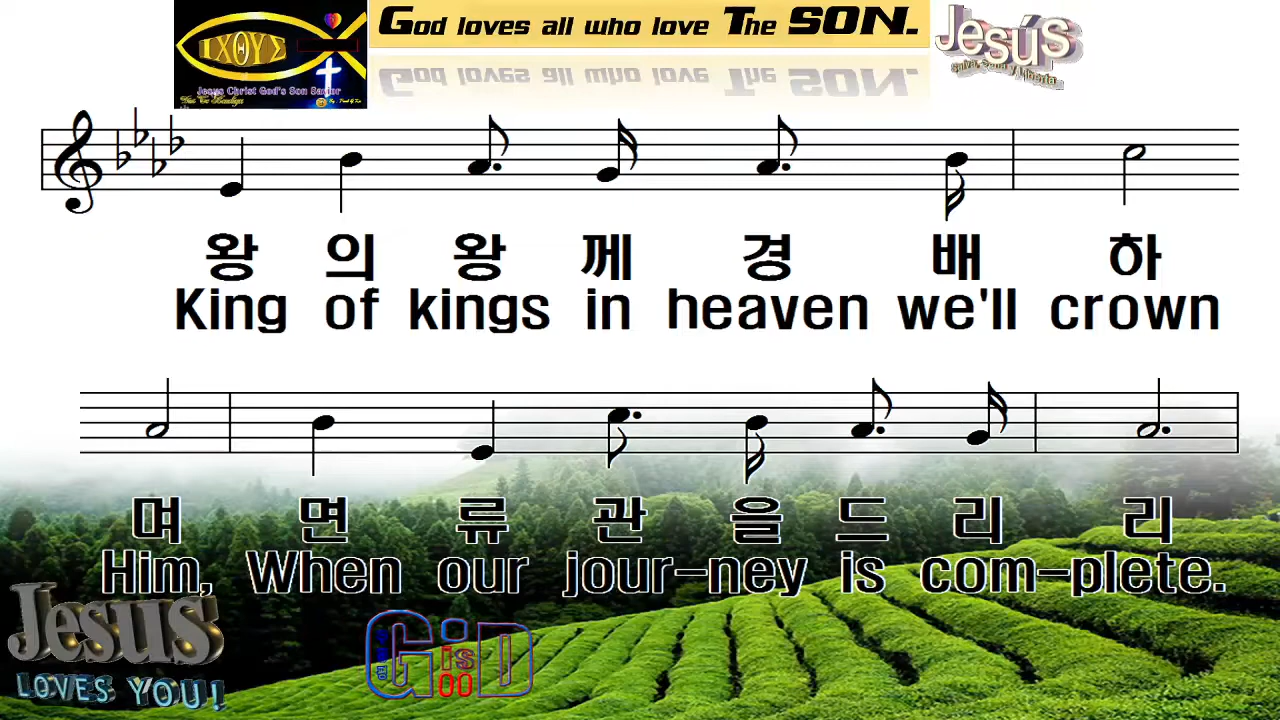 God loves all who love The SON.
ΙΧΘΥΣ
Jesus Christ God's Son Savior
Jesús
왕 의 왕 께 경 배 하
King of kings in heaven we'll crown
며 면 류 관 을 드 리 리
Him, When our jour-ney is com-plete.
Jesus
LOVES YOU!
GOD
is